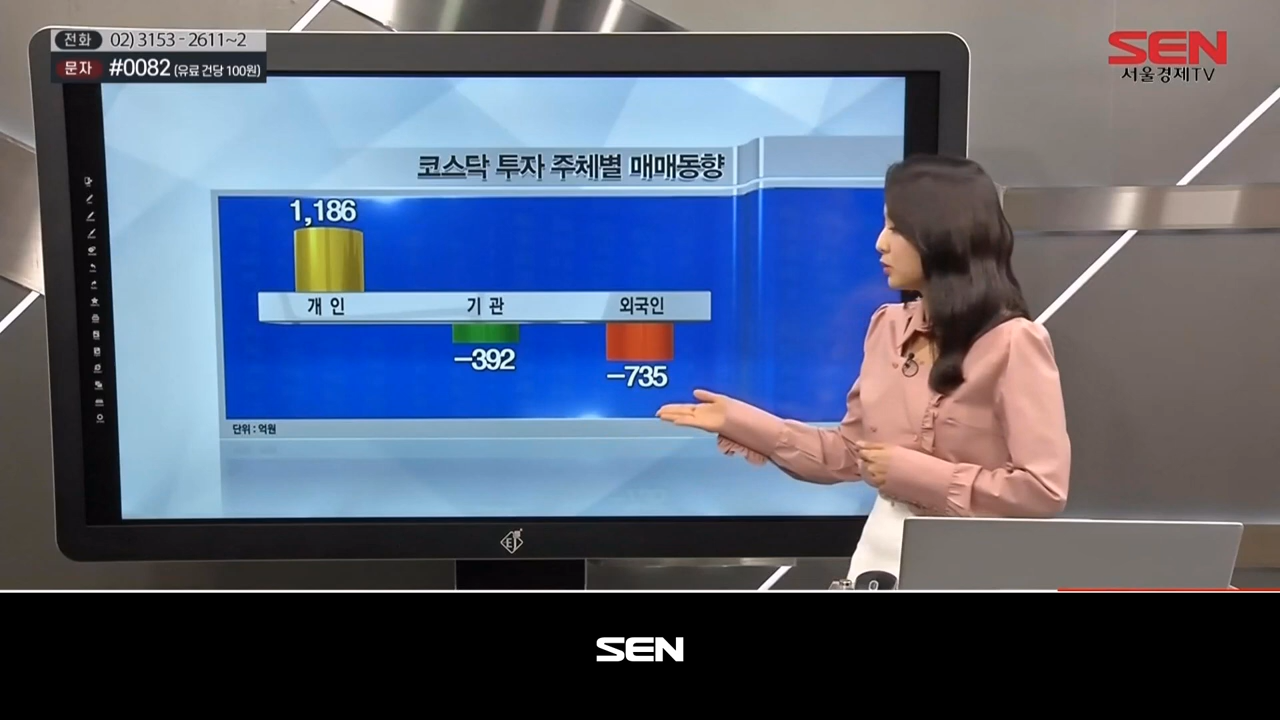 전화 02) 3153 - 2611~2
문자 #0082 (유료 건당 100원)
SEN
서울경제TV
코스닥 투자 주체별 매매동향
1,186
개 인 기 관 외국인
-392
-735
단위 : 억원
SEN